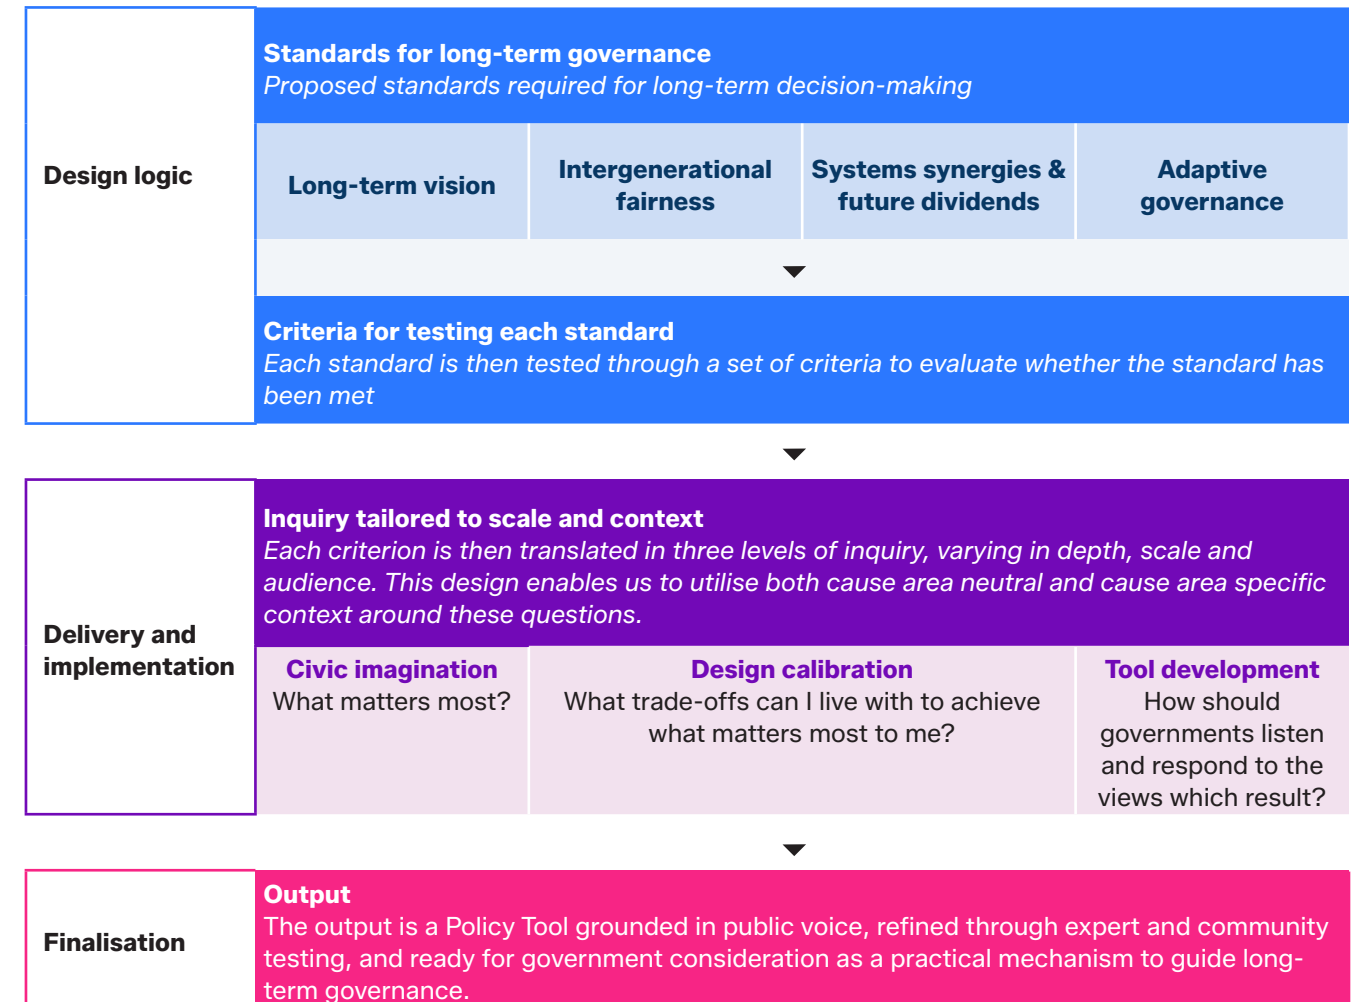 Design logic
Standards for long-term governance
Proposed standards required for long-term decision-making
Long-term vision
Intergenerational
fairness
Systems synergies &
future dividends
Adaptive
governance
Criteria for testing each standard
Each standard is then tested through a set of criteria to evaluate whether the standard has
been met
Delivery and
implementation
Inquiry tailored to scale and context
Each criterion is then translated in three levels of inquiry, varying in depth, scale and
audience. This design enables us to utilise both cause area neutral and cause area specific
context around these questions.
Civic imagination
What matters most?
Design calibration
What trade-offs can I live with to achieve
what matters most to me?
Tool development
How should
governments listen
and respond to the
views which result?
Finalisation
Output
The output is a Policy Tool grounded in public voice, refined through expert and community
testing, and ready for government consideration as a practical mechanism to guide long-
term governance.